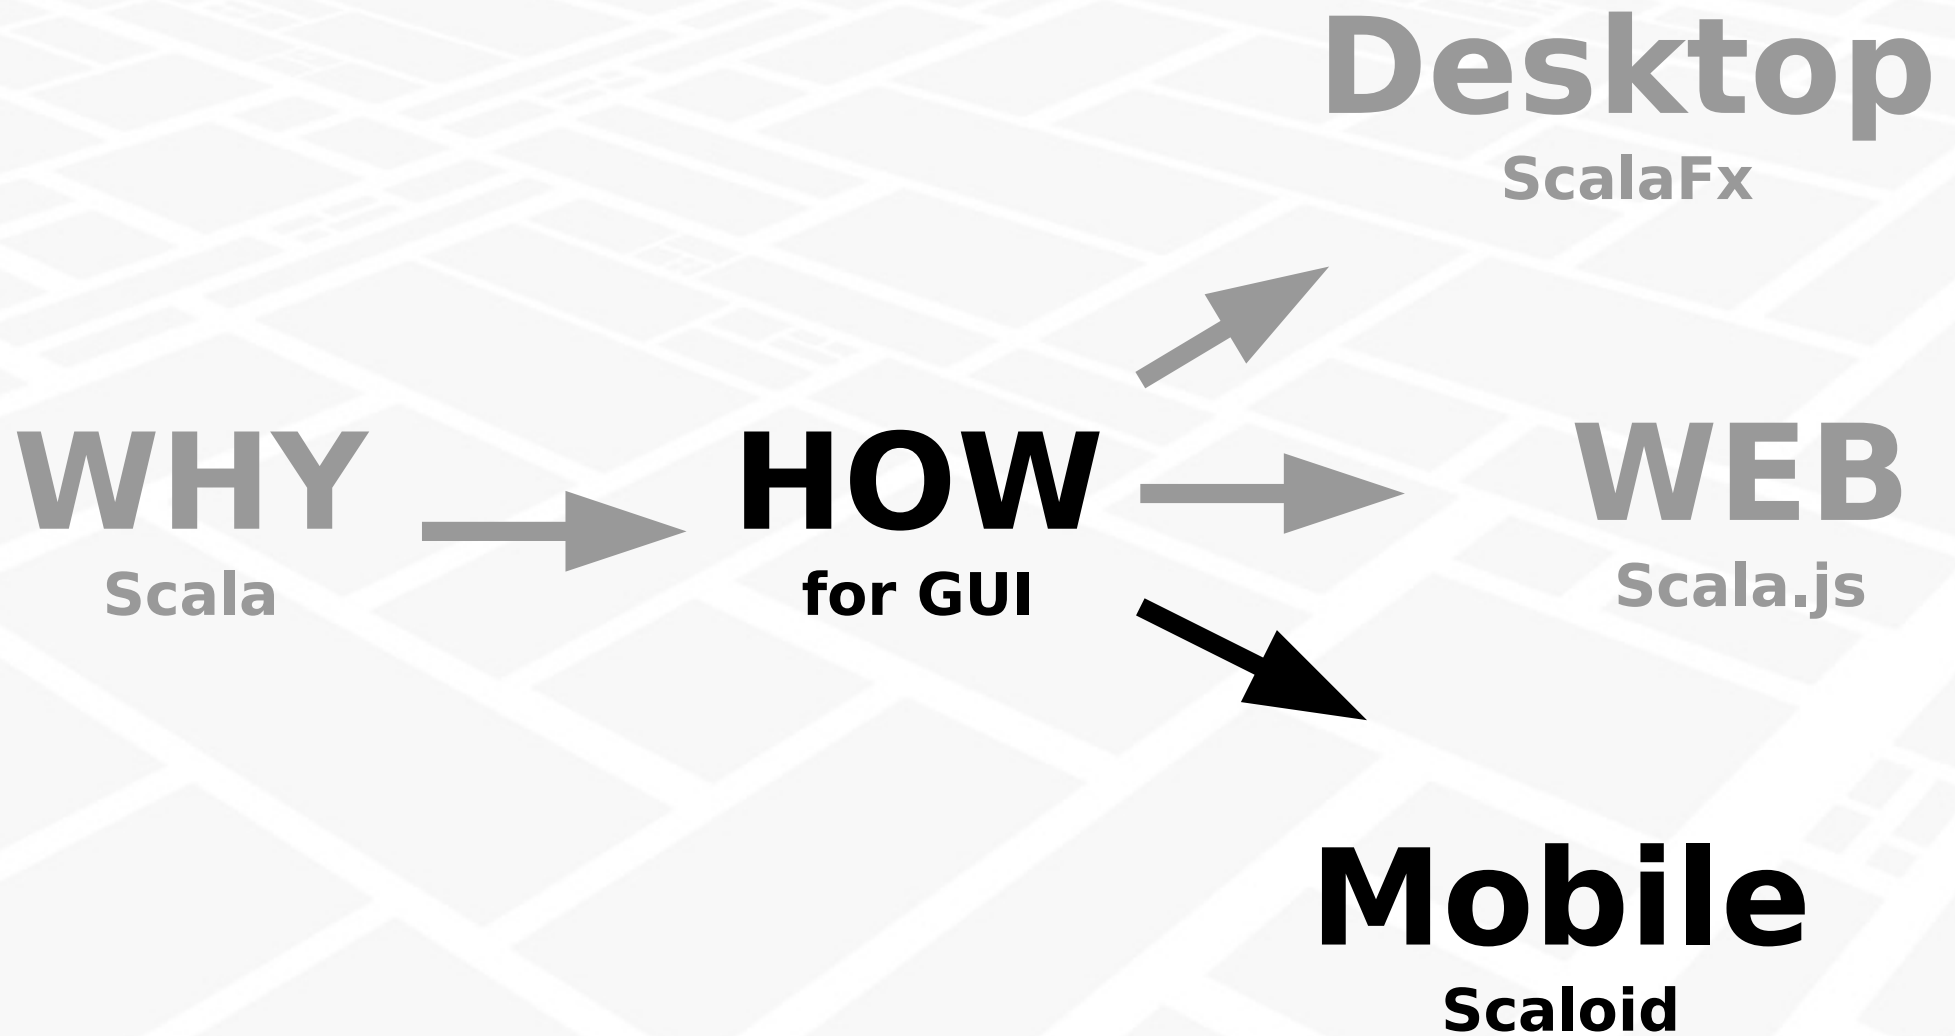 Desktop
ScalaFx
WHY
Scala
HOW
for GUI
WEB
Scala.js
Mobile
Scaloid